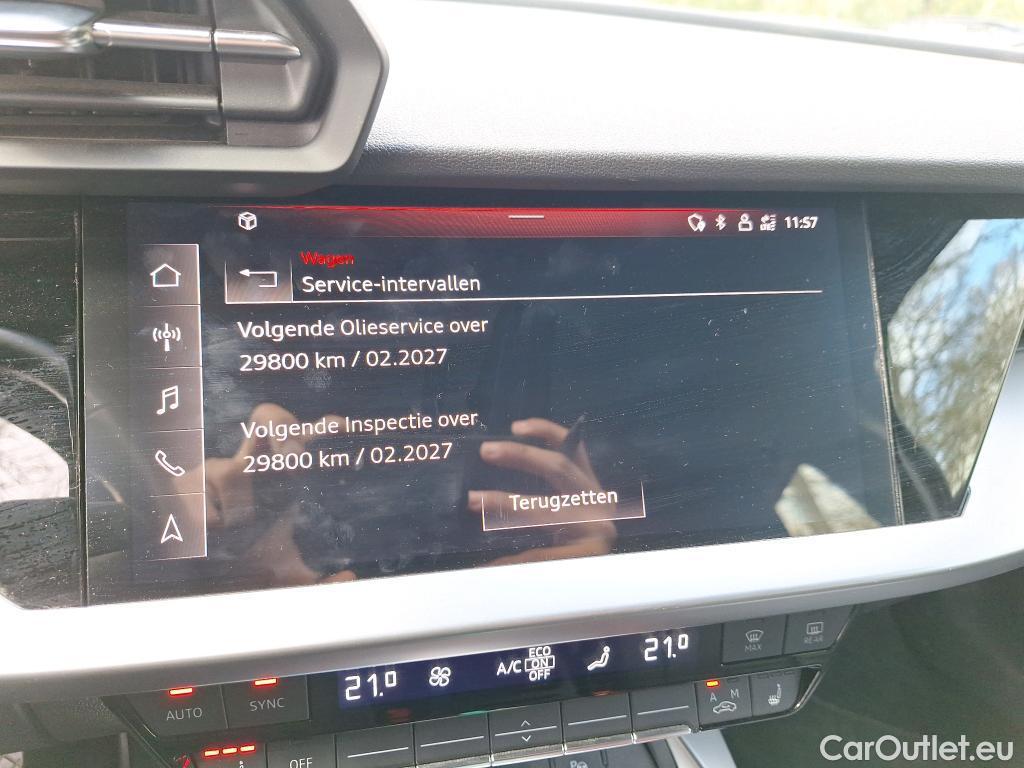 11:57
Wagen
Service-intervallen
Volgende Olieservice over
29800 km / 02.2027
Volgende Inspectie over
29800 km / 02.2027
Terugzetten
21.0
A/C
ECO
ON
OFF
21.0
MAX
REAR
AUTO
SYNC
A M
OFF
CarOutlet.eu